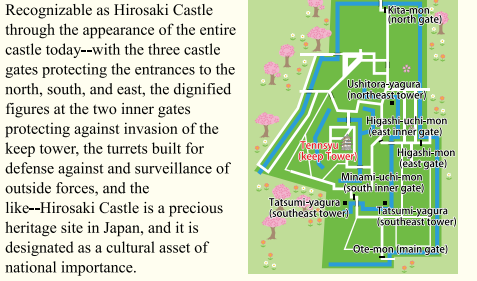 Recognizable as Hirosaki Castle
through the appearance of the entire
castle today--with the three castle
gates protecting the entrances to the
north, south, and east, the dignified
figures at the two inner gates
protecting against invasion of the
keep tower, the turrets built for
defense against and surveillance of
outside forces, and the
like--Hirosaki Castle is a precious
heritage site in Japan, and it is
designated as a cultural asset of
national importance.
Kita-mon
(north gate)
Ushitora-yagura
(northeast tower)
Higashi-uchi-mon
(east inner gate)
Tennsyu
(keep Tower)
Higashi-mon
(east gate)
Minami-uchi-mon
(south inner gate)
Tatsumi-yagura
(southeast tower)
Tatsumi-yagura
(southeast tower)
Ote-mon (main gate)